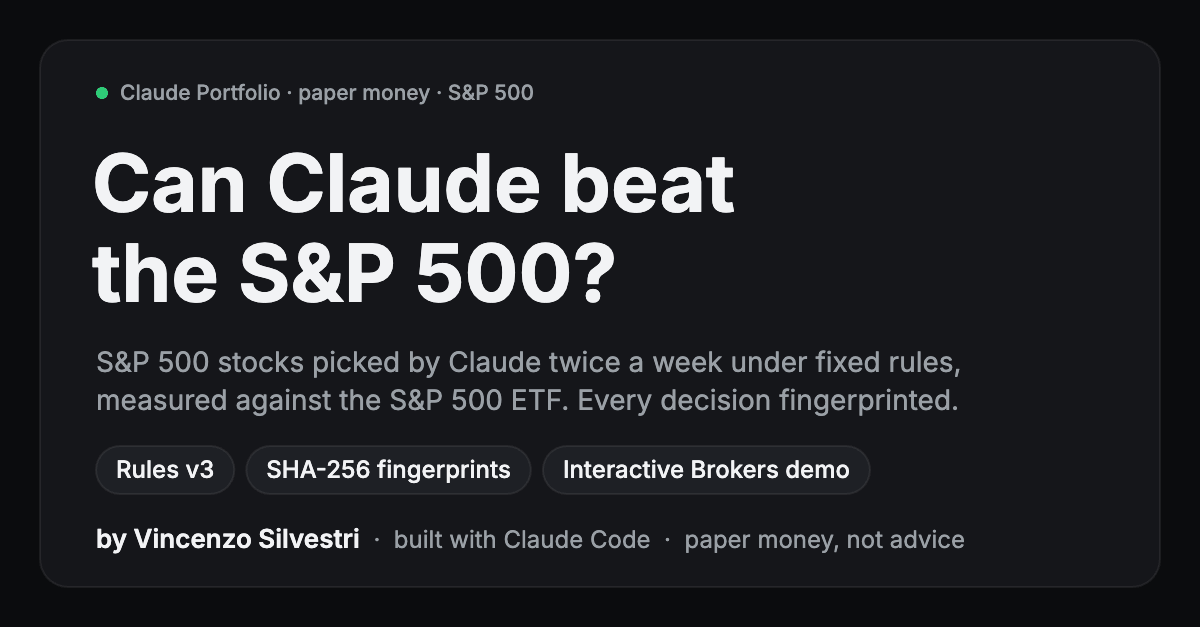 Claude Portfolio · paper money · S&P 500
Can Claude beat
the S&P 500?
S&P 500 stocks picked by Claude twice a week under fixed rules,
measured against the S&P 500 ETF. Every decision fingerprinted.
Rules v3 SHA-256 fingerprints Interactive Brokers demo
by Vincenzo Silvestri · built with Claude Code · paper money, not advice